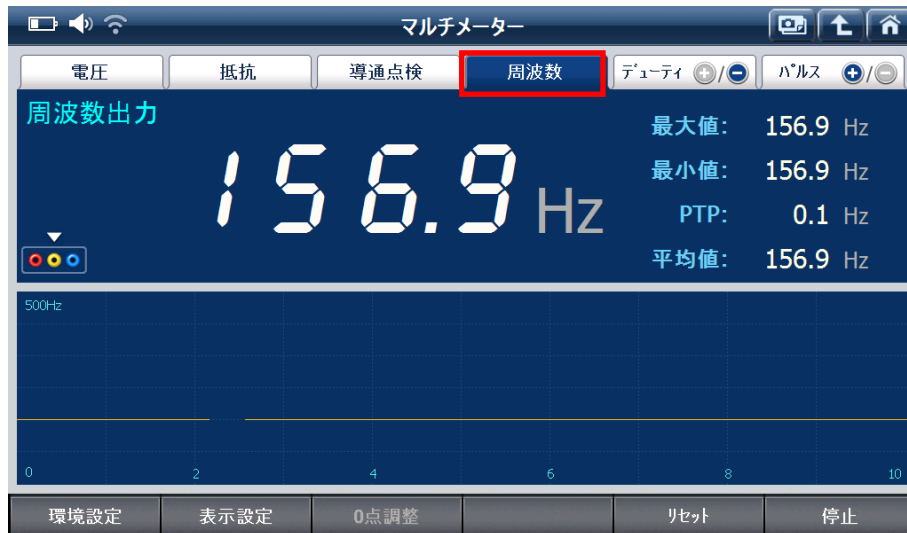 マルチメーター
電圧
抵抗
導通点検
周波数
デューティ +/-
パルス +/-
周波数出力
156.9 Hz
最大値: 156.9 Hz
最小値: 156.9 Hz
PTP: 0.1 Hz
平均値: 156.9 Hz
500Hz
0 2 4 6 8 10
環境設定
表示設定
0点調整
リセット
停止